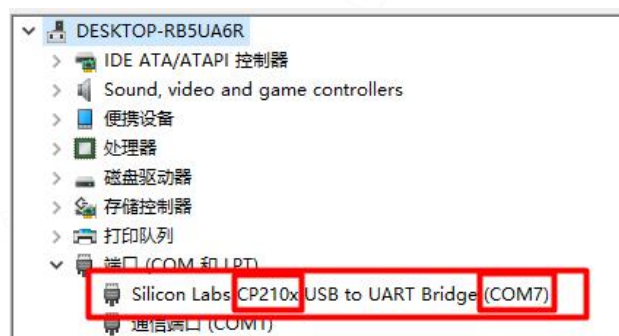 DESKTOP-RB5UA6R
IDE ATA/ATAPI 控制器
Sound, video and game controllers
便携设备
处理器
磁盘驱动器
存储控制器
打印队列
端口 (COM 和 LPT)
Silicon Labs CP210x USB to UART Bridge (COM7)
通信端口 (COM1)